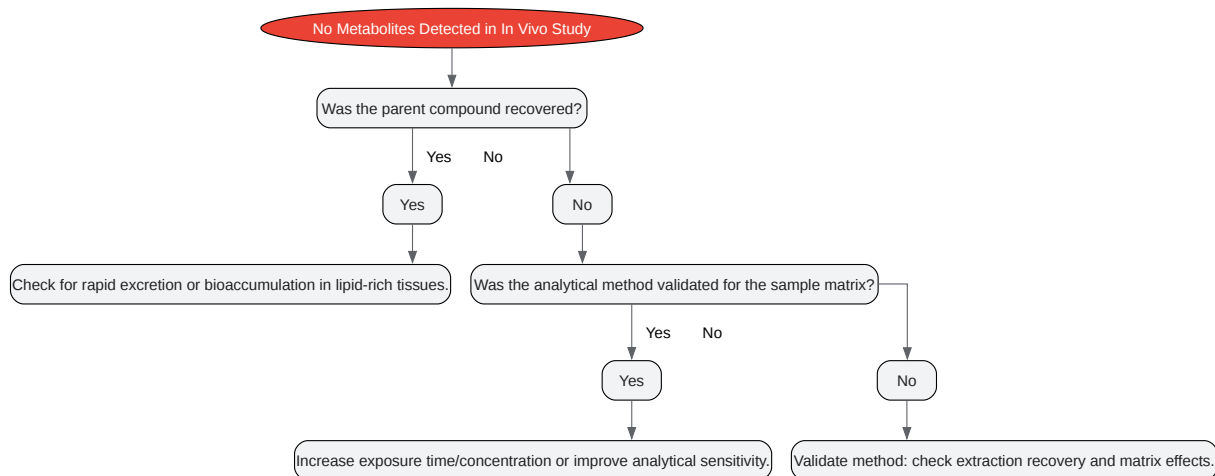 No Metabolites Detected in In Vivo Study
Was the parent compound recovered?
Yes
No
Yes
No
Check for rapid excretion or bioaccumulation in lipid-rich tissues.
Was the analytical method validated for the sample matrix?
Yes
No
Yes
No
Increase exposure time/concentration or improve analytical sensitivity.
Validate method: check extraction recovery and matrix effects.